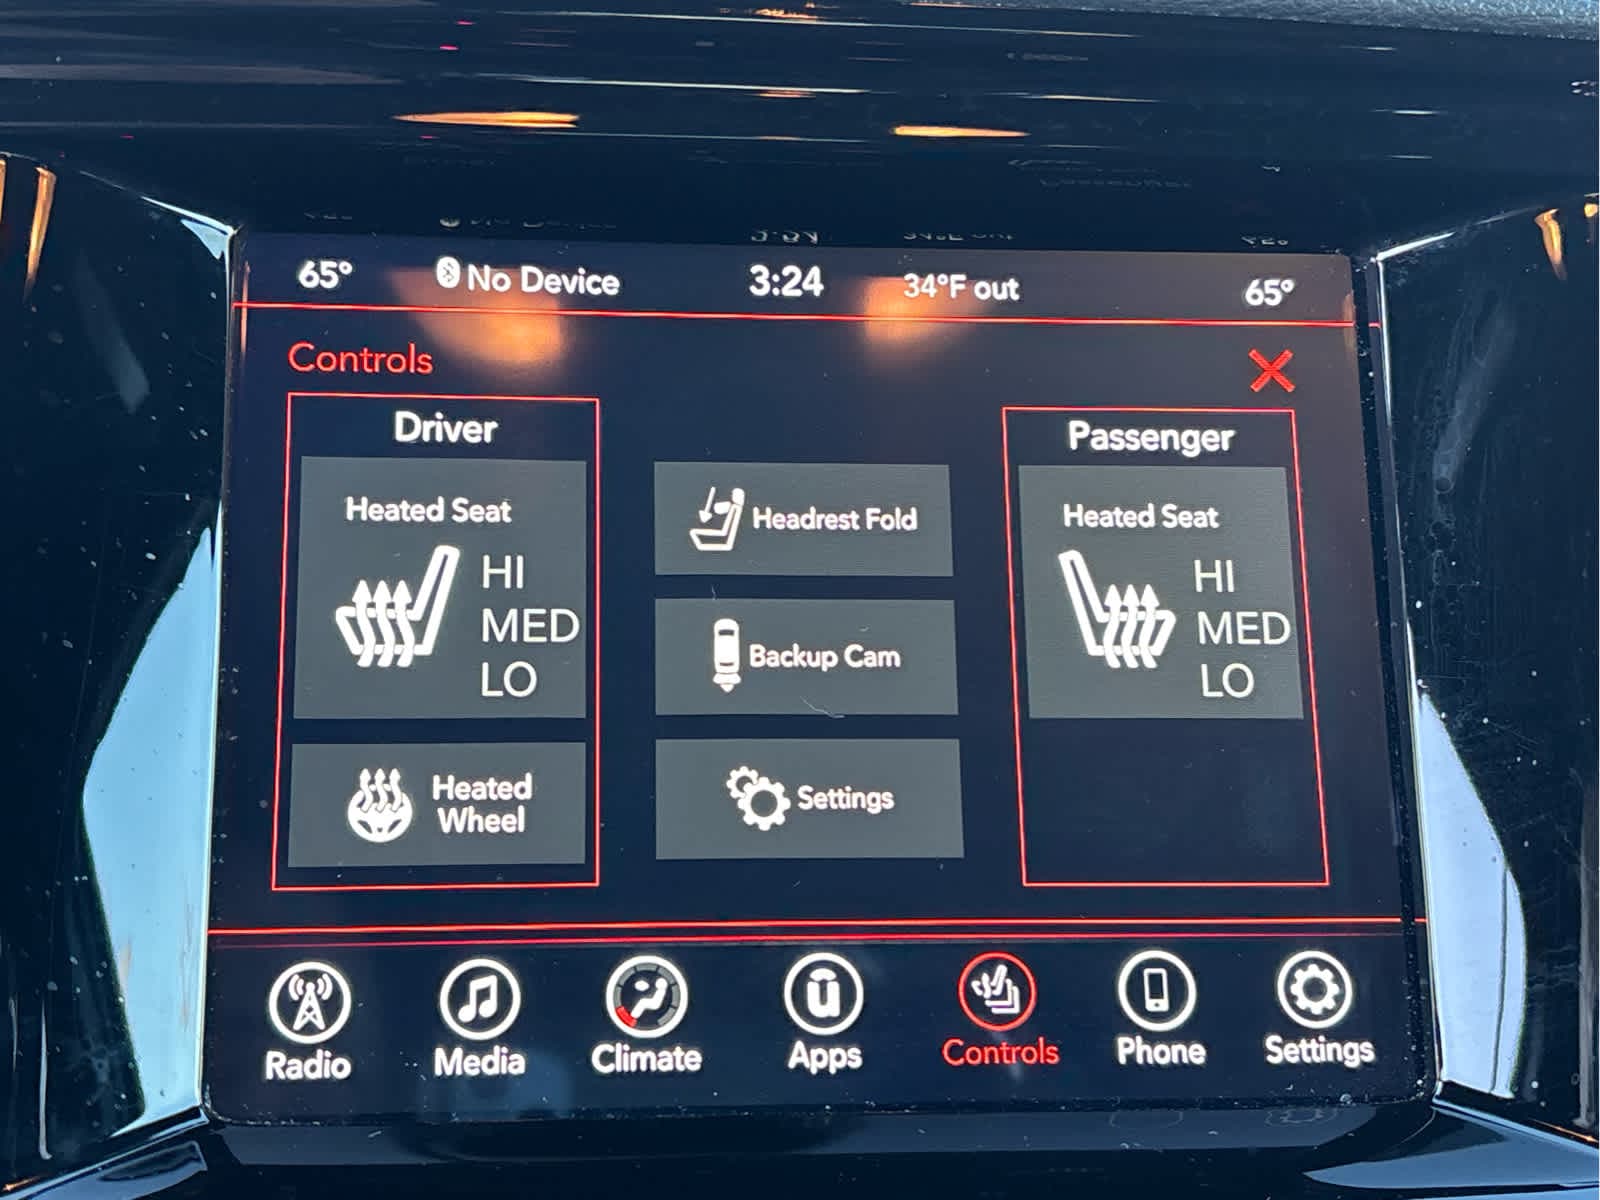 65° No Device 3:24 34°F out 65°
Controls
Driver
Heated Seat
HI
MED
LO
Heated
Wheel
Headrest Fold
Backup Cam
Settings
Passenger
Heated Seat
HI
MED
LO
Radio Media Climate Apps Controls Phone Settings